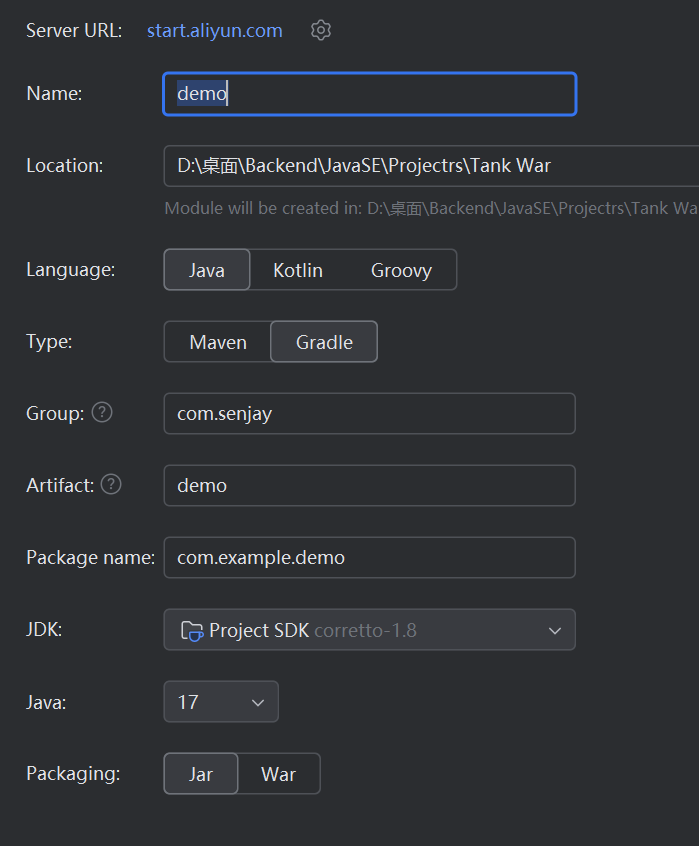 Server URL: start.aliyun.com
Name: demo
Location: D:\桌面\Backend\JavaSE\Projectrs\Tank War
Module will be created in: D:\桌面\Backend\JavaSE\Projectrs\Tank Wa
Language: Java Kotlin Groovy
Type: Maven Gradle
Group: ? com.senjay
Artifact: ? demo
Package name: com.example.demo
JDK: Project SDK corretto-1.8
Java: 17
Packaging: Jar War